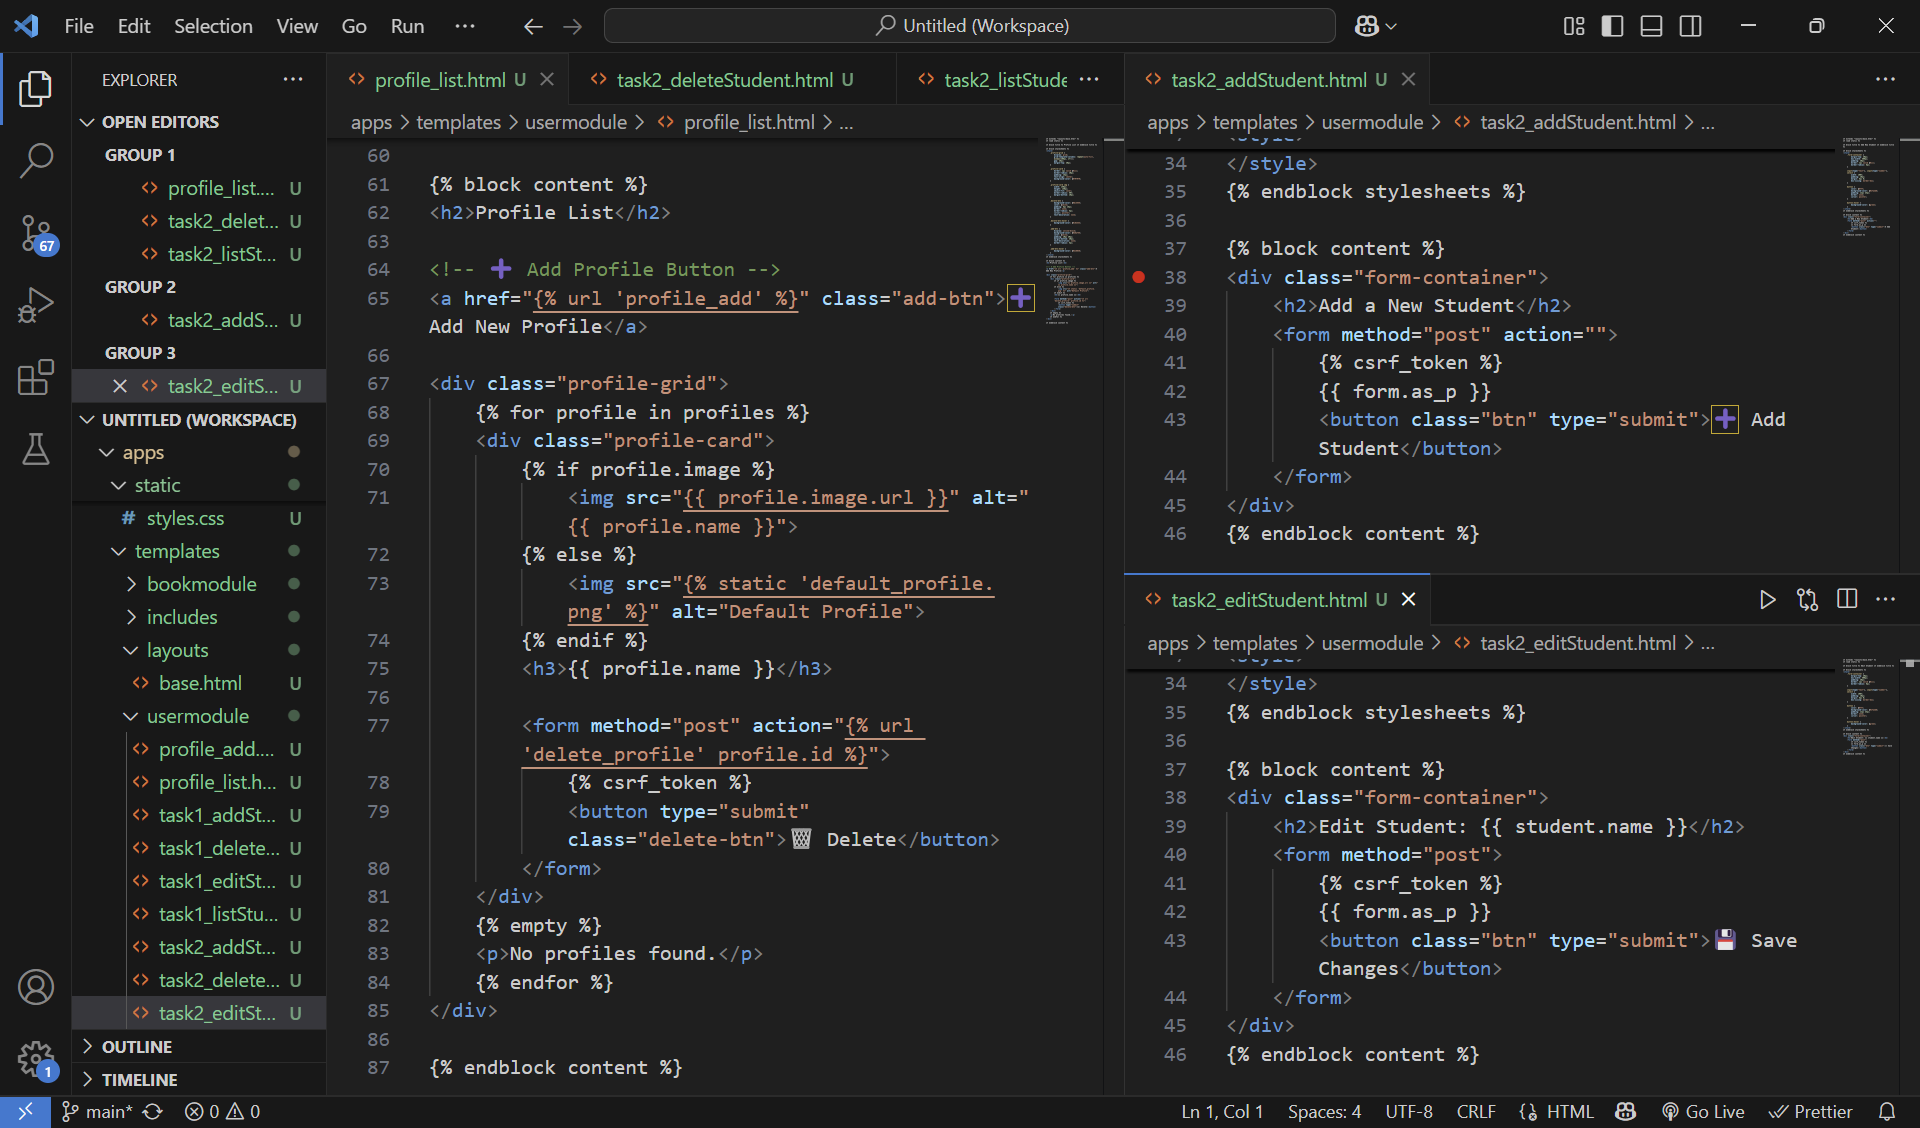 File Edit Selection View Go Run ··· Untitled (Workspace)
EXPLORER ···
OPEN EDITORS
GROUP 1
profile_list.... U
task2_delet... U
task2_listSt... U
GROUP 2
task2_addS... U
GROUP 3
task2_editS... U
UNTITLED (WORKSPACE)
apps
static
# styles.css U
templates
bookmodule
includes
layouts
base.html U
usermodule
profile_add.... U
profile_list.h... U
task1_addSt... U
task1_delete... U
task1_editSt... U
task1_listStu... U
task2_addSt... U
task2_delete... U
task2_editSt... U
OUTLINE
TIMELINE
67
1
profile_list.html U task2_deleteStudent.html U task2_listStude ···
apps > templates > usermodule > profile_list.html > ...
60
61 {% block content %}
62 <h2>Profile List</h2>
63
64 <!-- ➕ Add Profile Button -->
65 <a href="{% url 'profile_add' %}" class="add-btn">➕
Add New Profile</a>
66
67 <div class="profile-grid">
68 {% for profile in profiles %}
69 <div class="profile-card">
70 {% if profile.image %}
71 <img src="{{ profile.image.url }}" alt="
{{ profile.name }}">
72 {% else %}
73 <img src="{% static 'default_profile.
png' %}" alt="Default Profile">
74 {% endif %}
75 <h3>{{ profile.name }}</h3>
76
77 <form method="post" action="{% url
'delete_profile' profile.id %}">
78 {% csrf_token %}
79 <button type="submit"
class="delete-btn">🗑 Delete</button>
80 </form>
81 </div>
82 {% empty %}
83 <p>No profiles found.</p>
84 {% endfor %}
85 </div>
86
87 {% endblock content %}
task2_addStudent.html U ···
apps > templates > usermodule > task2_addStudent.html > ...
34 </style>
35 {% endblock stylesheets %}
36
37 {% block content %}
38 <div class="form-container">
39 <h2>Add a New Student</h2>
40 <form method="post" action="">
41 {% csrf_token %}
42 {{ form.as_p }}
43 <button class="btn" type="submit">➕ Add
Student</button>
44 </form>
45 </div>
46 {% endblock content %}
task2_editStudent.html U ···
apps > templates > usermodule > task2_editStudent.html > ...
34 </style>
35 {% endblock stylesheets %}
36
37 {% block content %}
38 <div class="form-container">
39 <h2>Edit Student: {{ student.name }}</h2>
40 <form method="post">
41 {% csrf_token %}
42 {{ form.as_p }}
43 <button class="btn" type="submit">💾 Save
Changes</button>
44 </form>
45 </div>
46 {% endblock content %}
main* 0 0 Ln 1, Col 1 Spaces: 4 UTF-8 CRLF HTML Go Live Prettier